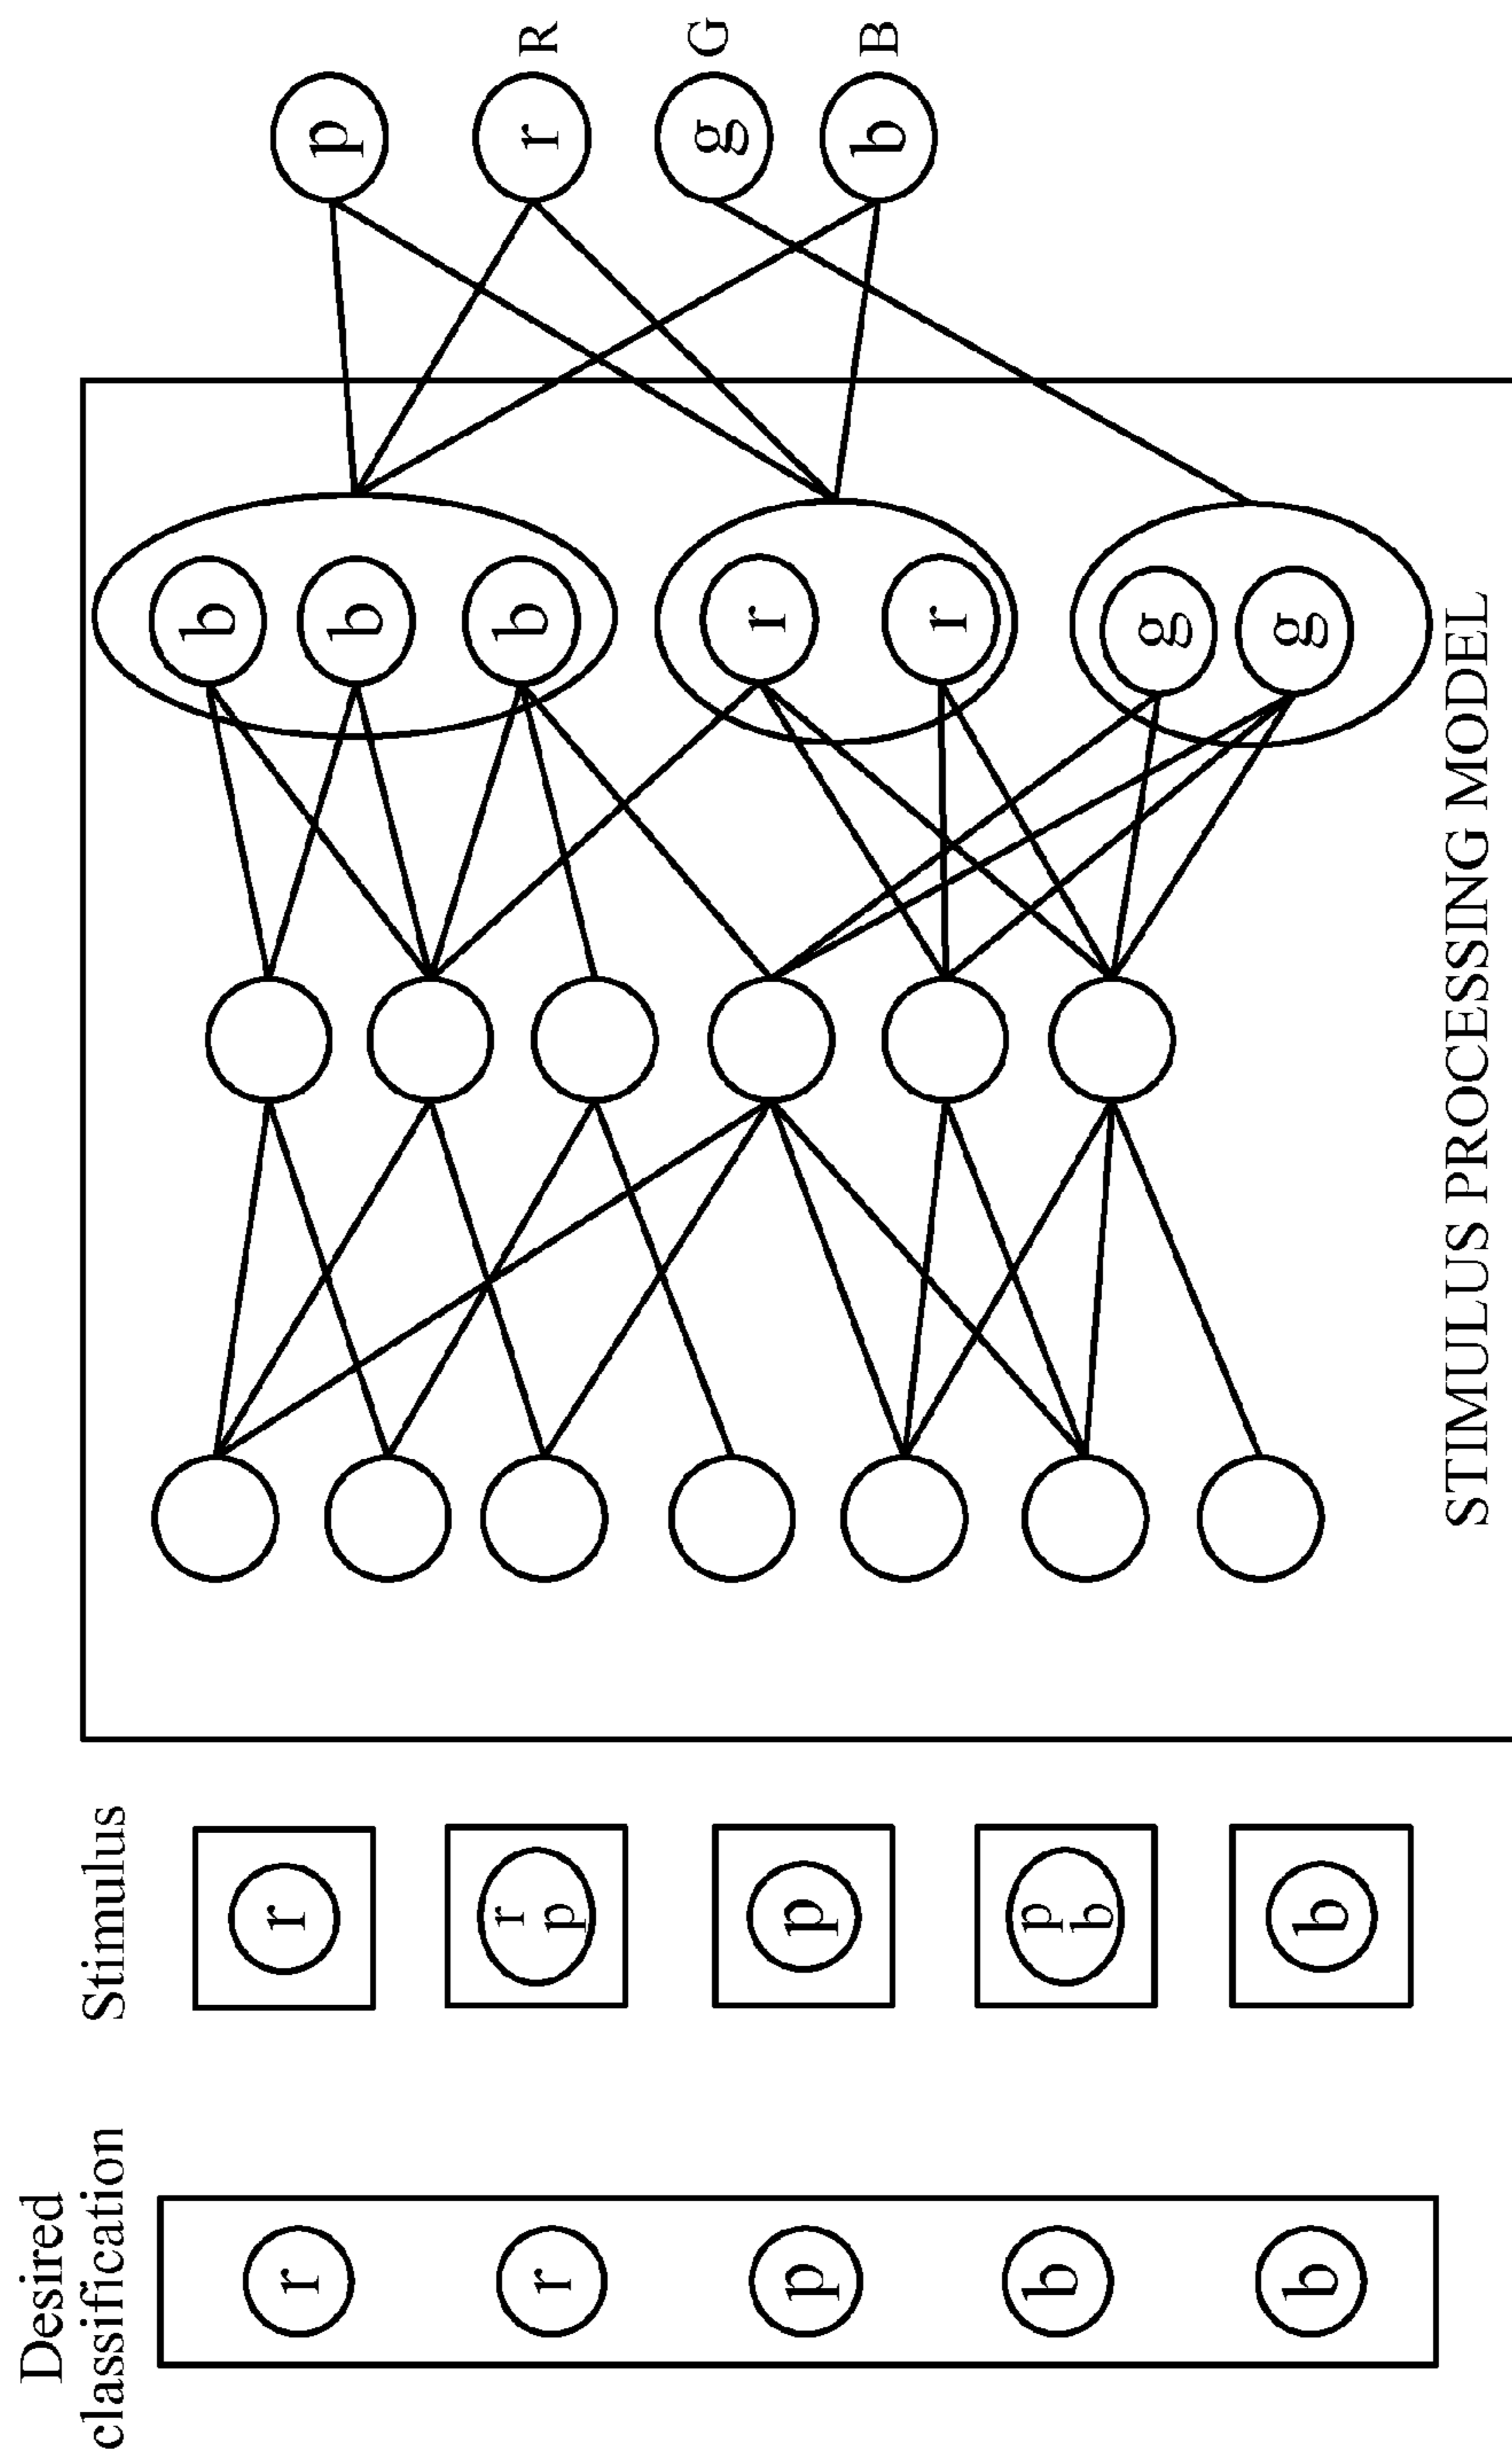 Desired
classification
r
r
p
b
b
Stimulus
r
r
p
p
p
b
b
b
b
b
r
r
g
g
STIMULUS PROCESSING MODEL
p
r R
g G
b B